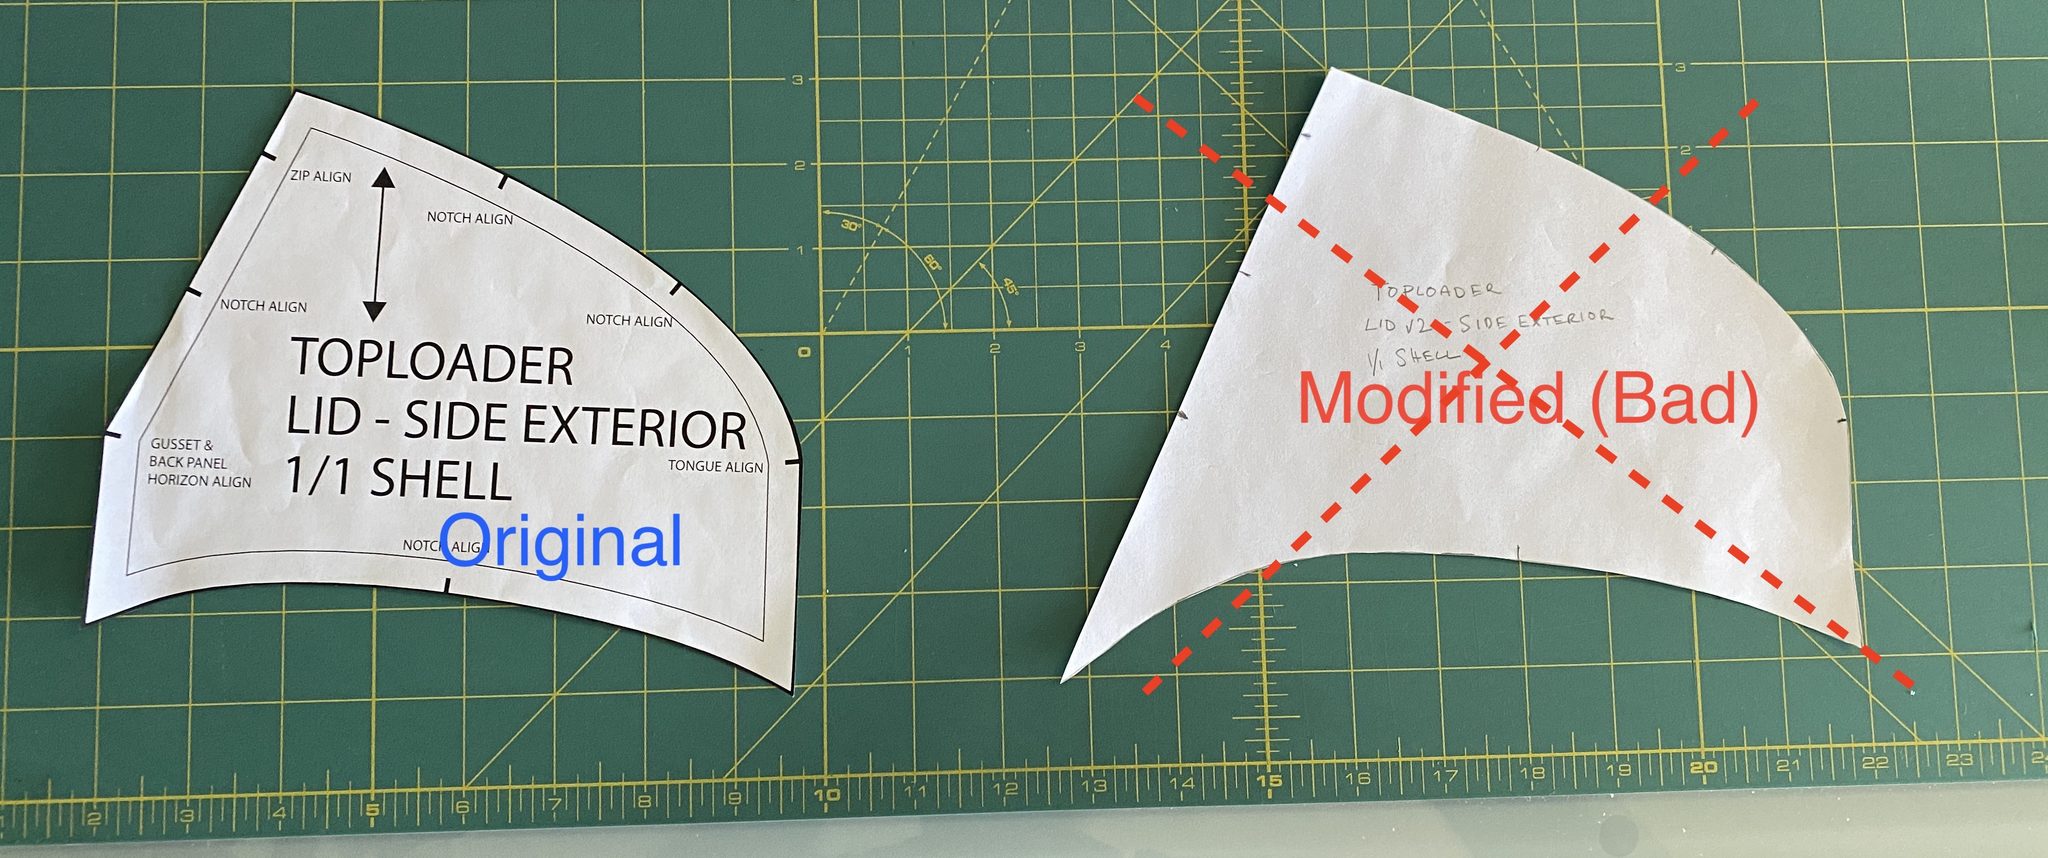 ZIP ALIGN
NOTCH ALIGN
NOTCH ALIGN
NOTCH ALIGN
TOPLOADER
LID - SIDE EXTERIOR
1/1 SHELL
GUSSET &
BACK PANEL
HORIZON ALIGN
TONGUE ALIGN
NOTCH ALIGN
Original
TOPLOADER
LID V2 - SIDE EXTERIOR
1/1 SHELL
Modified (Bad)
3
2
1
0
1
2
3
4
30°
60°
45°
3
2
2
5
6
7
8
9
10
11
12
13
14
15
16
17
18
19
20
21
22
23